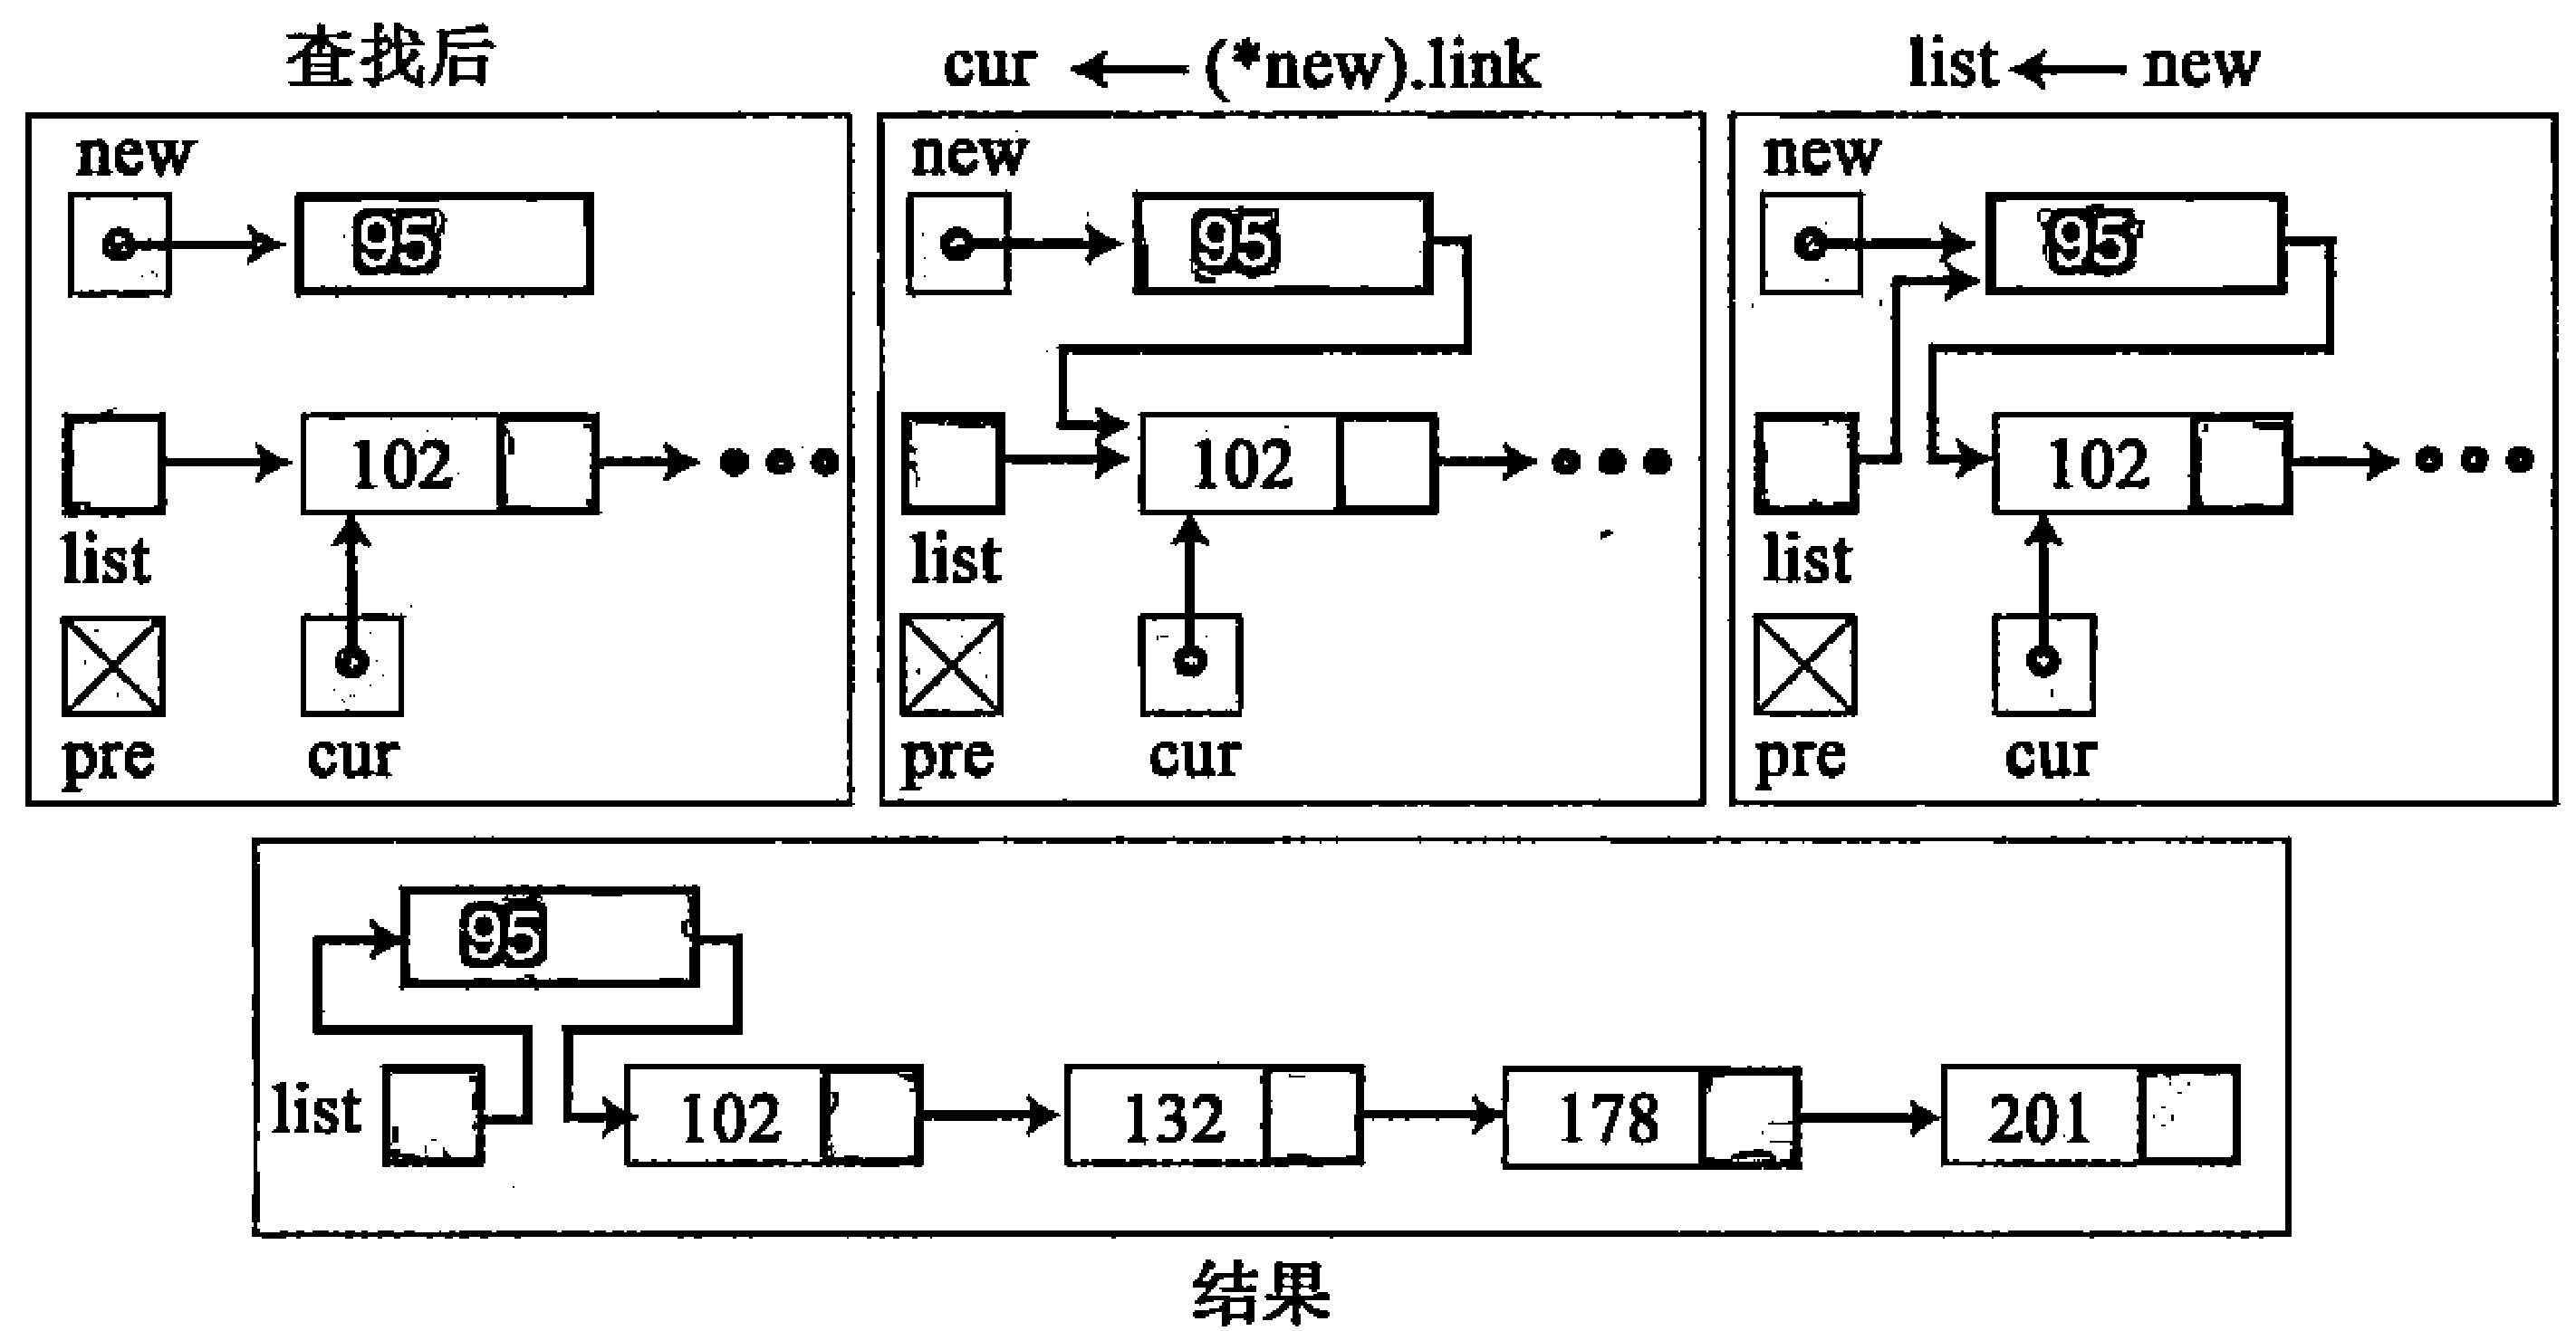 查找后
cur ← (*new).link
list ← new
new
95
102
list
pre
cur
new
95
102
list
pre
cur
new
95
102
list
pre
cur
95
list
102
132
178
201
结果